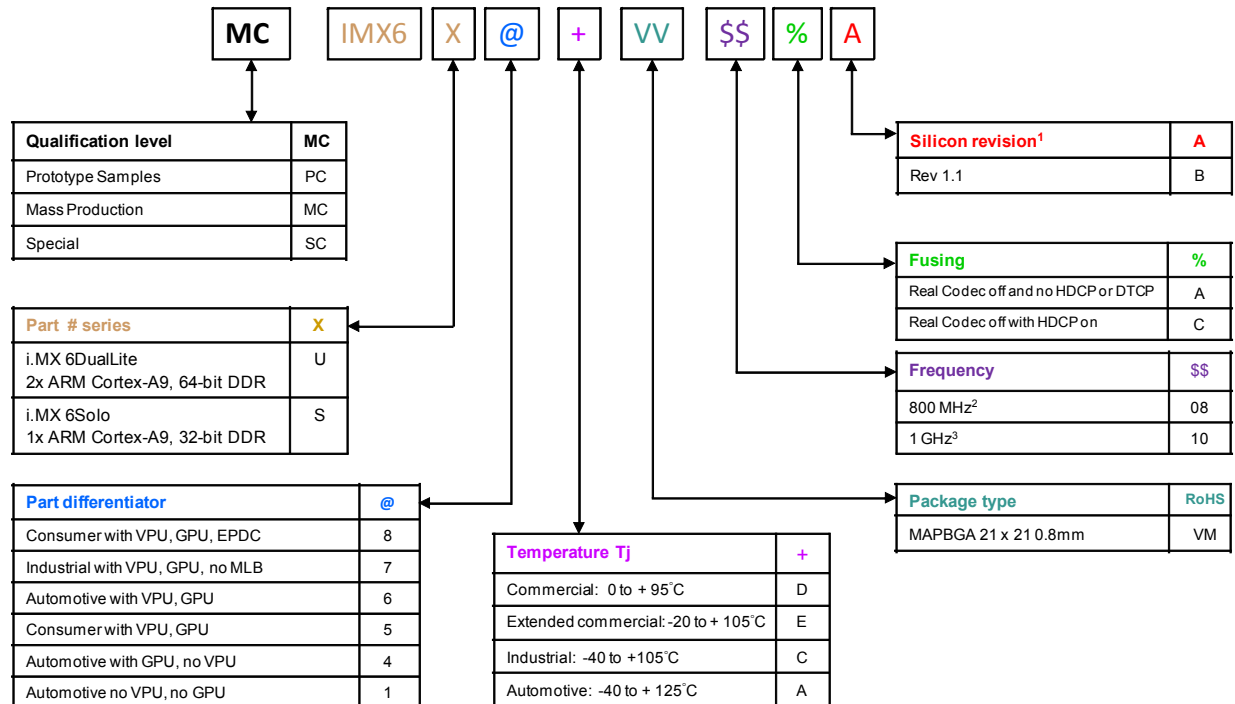 MC IMX6 X @ + VV $$ % A
Qualification level MC
Prototype Samples PC
Mass Production MC
Special SC
Part # series X
i.MX 6DualLite U
2x ARM Cortex-A9, 64-bit DDR
i.MX 6Solo S
1x ARM Cortex-A9, 32-bit DDR
Part differentiator @
Consumer with VPU, GPU, EPDC 8
Industrial with VPU, GPU, no MLB 7
Automotive with VPU, GPU 6
Consumer with VPU, GPU 5
Automotive with GPU, no VPU 4
Automotive no VPU, no GPU 1
Temperature Tj +
Commercial: 0 to + 95°C D
Extended commercial: -20 to + 105°C E
Industrial: -40 to +105°C C
Automotive: -40 to + 125°C A
Silicon revision¹ A
Rev 1.1 B
Fusing %
Real Codec off and no HDCP or DTCP A
Real Codec off with HDCP on C
Frequency $$
800 MHz² 08
1 GHz³ 10
Package type RoHS
MAPBGA 21 x 21 0.8mm VM